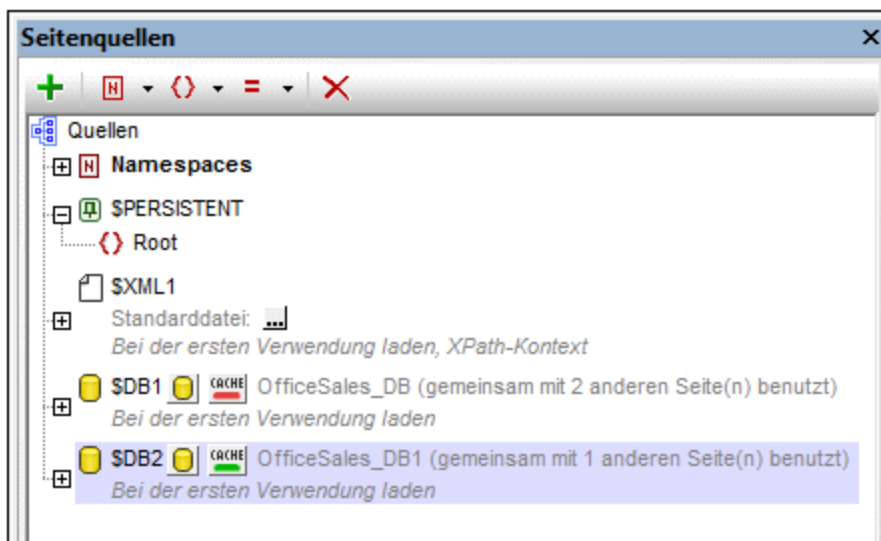 Seitenquellen
N {} =
Quellen
N Namespaces
$PERSISTENT
{} Root
$XML1
Standarddatei: ...
Bei der ersten Verwendung laden, XPath-Kontext
$DB1 CACHE OfficeSales_DB (gemeinsam mit 2 anderen Seite(n) benutzt)
Bei der ersten Verwendung laden
$DB2 CACHE OfficeSales_DB1 (gemeinsam mit 1 anderen Seite(n) benutzt)
Bei der ersten Verwendung laden